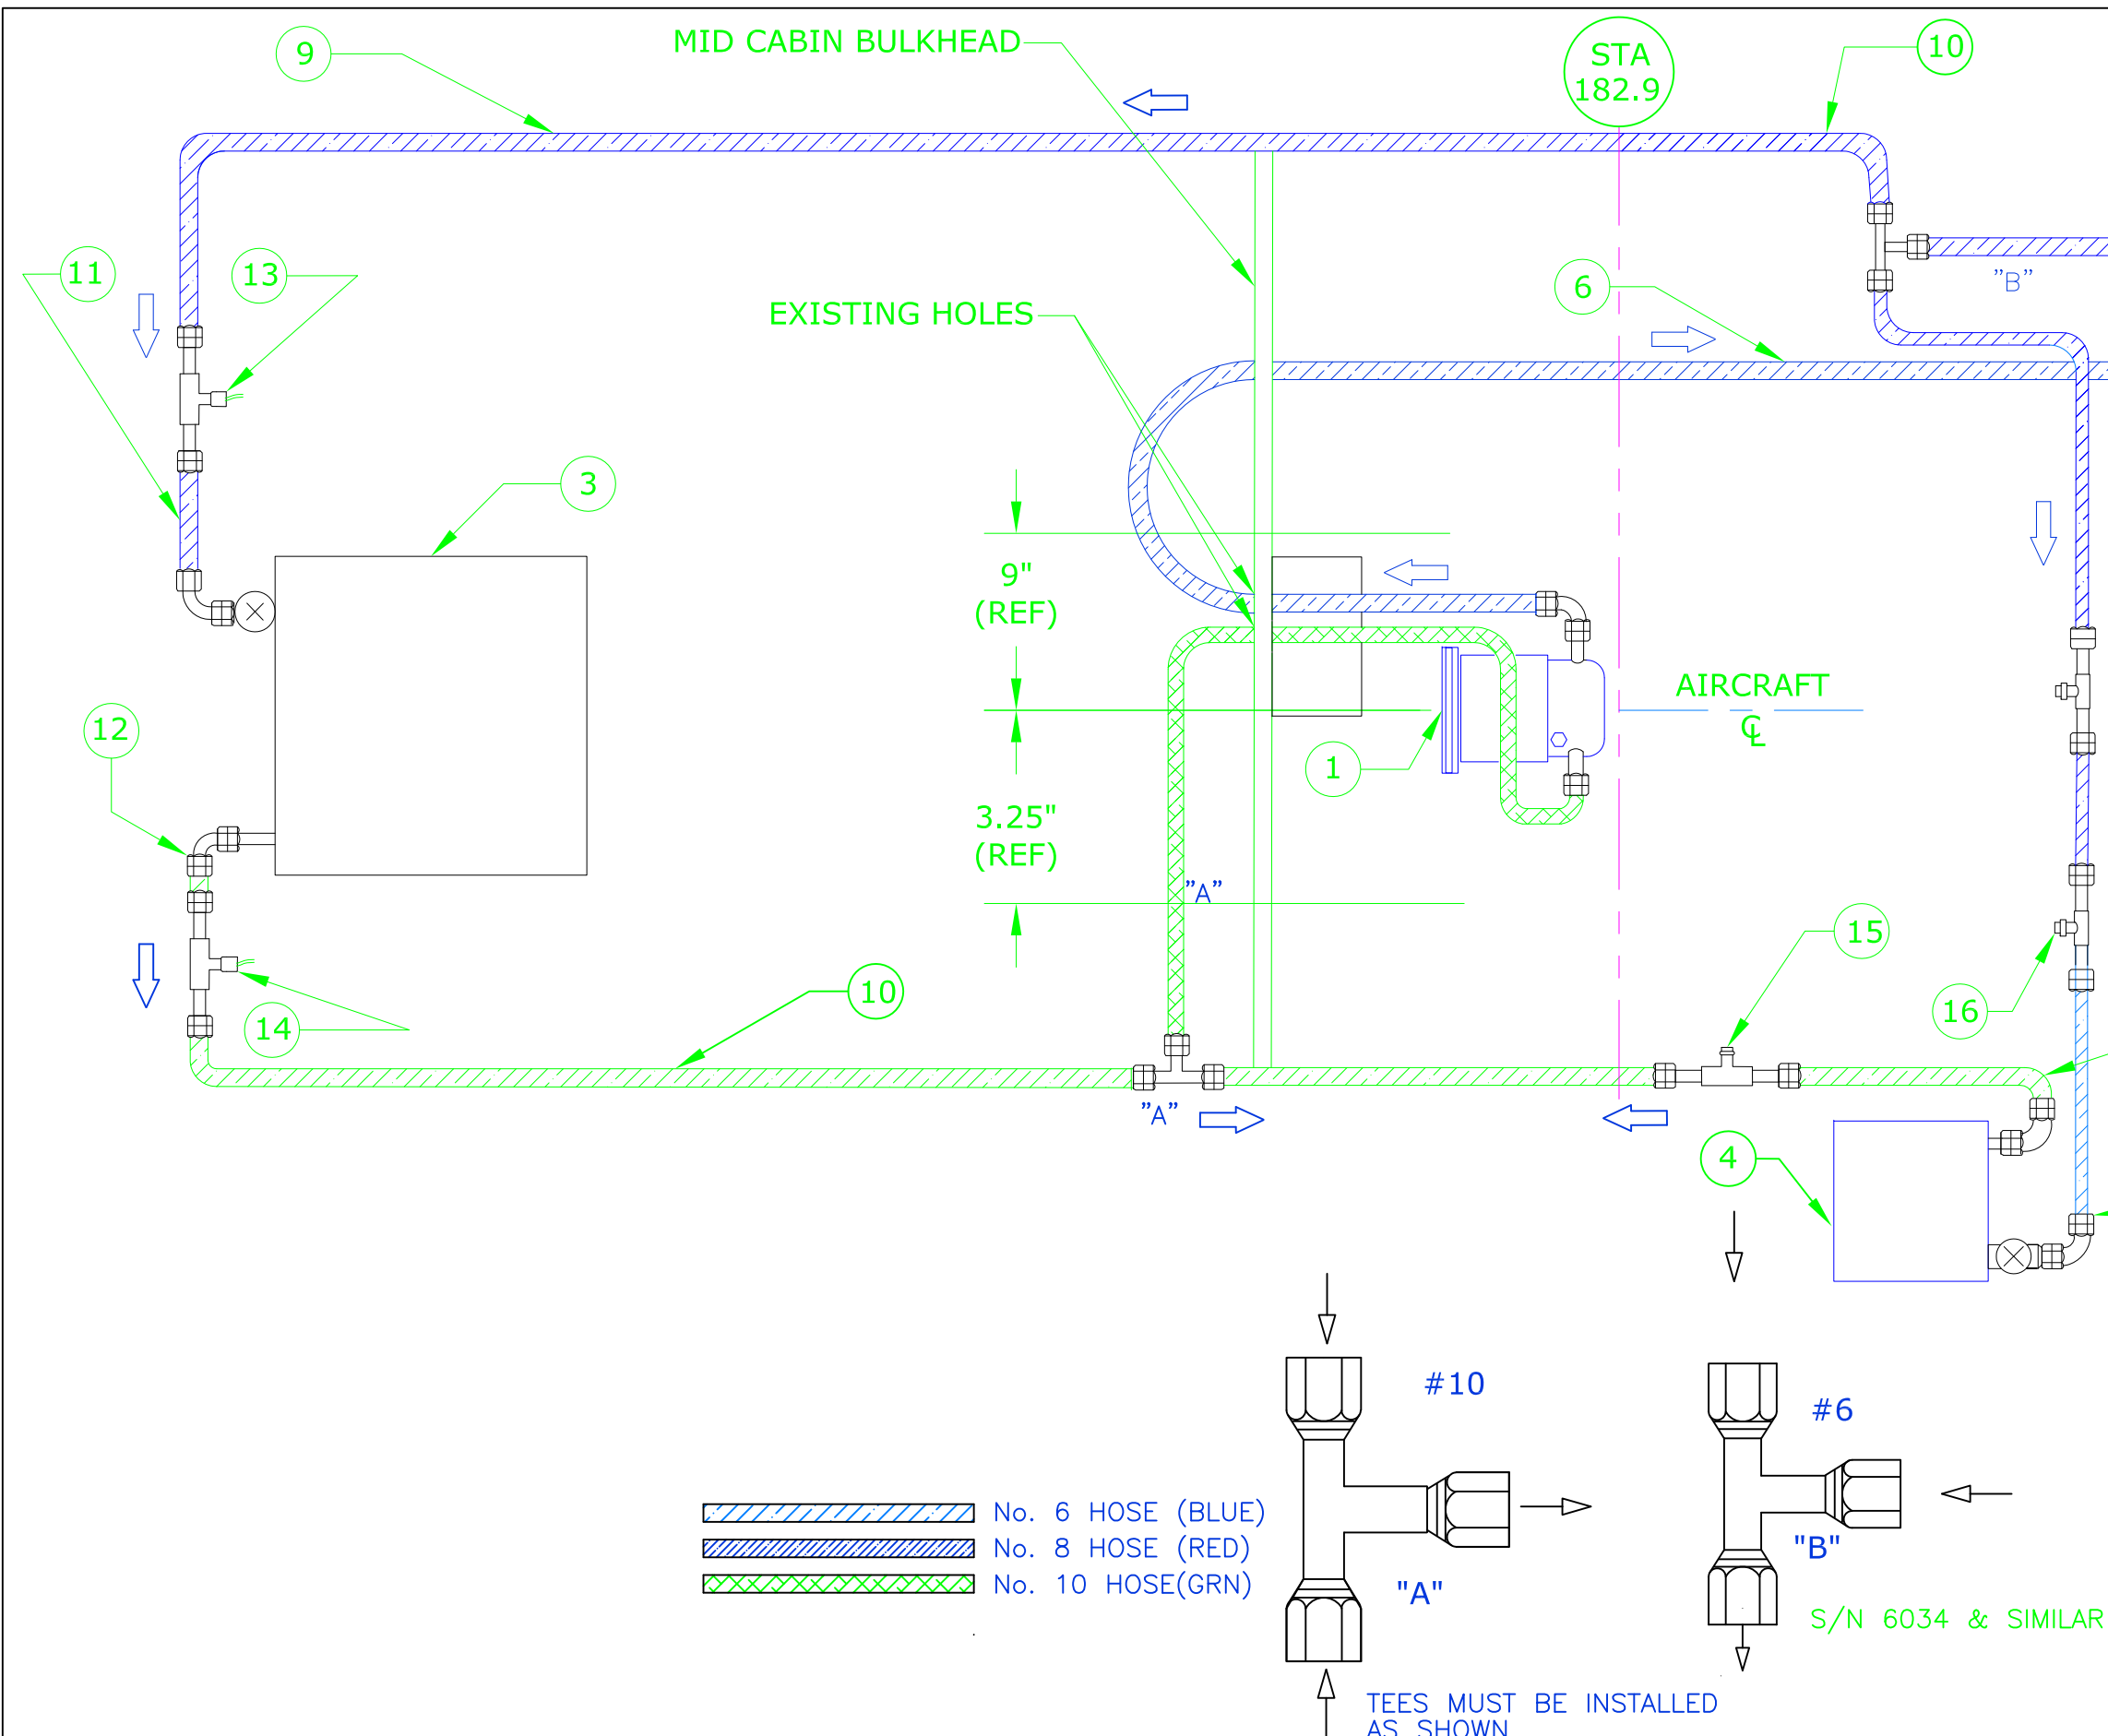 9
MID CABIN BULKHEAD
STA
182.9
10
11
13
EXISTING HOLES
6
"B"
3
9"
(REF)
12
1
AIRCRAFT
℄
3.25"
(REF)
"A"
10
14
15
16
"A"
4
#10
#6
No. 6 HOSE (BLUE)
No. 8 HOSE (RED)
No. 10 HOSE(GRN)
"A"
"B"
S/N 6034 & SIMILAR
TEES MUST BE INSTALLED
AS SHOWN